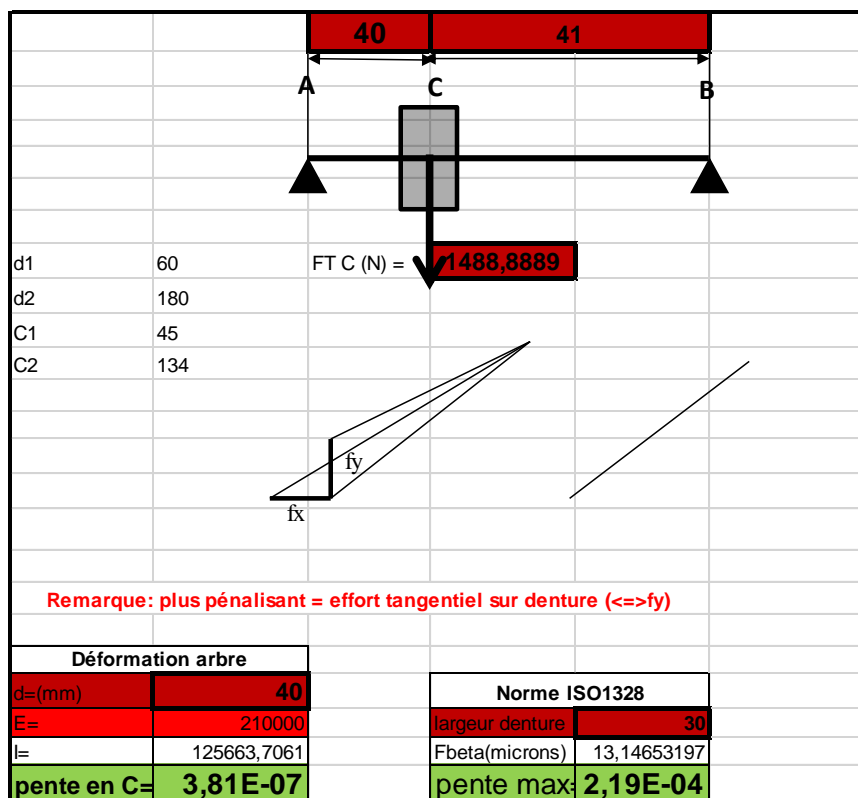 40 41
A C B
d1 60 FT C (N) = 1488,8889
d2 180
C1 45
C2 134
fy
fx
Remarque: plus pénalisant = effort tangentiel sur denture (<=>fy)
Déformation arbre
d=(mm) 40 Norme ISO1328
E= 210000 largeur denture 30
I= 125663,7061 Fbeta(microns) 13,14653197
pente en C= 3,81E-07 pente max= 2,19E-04